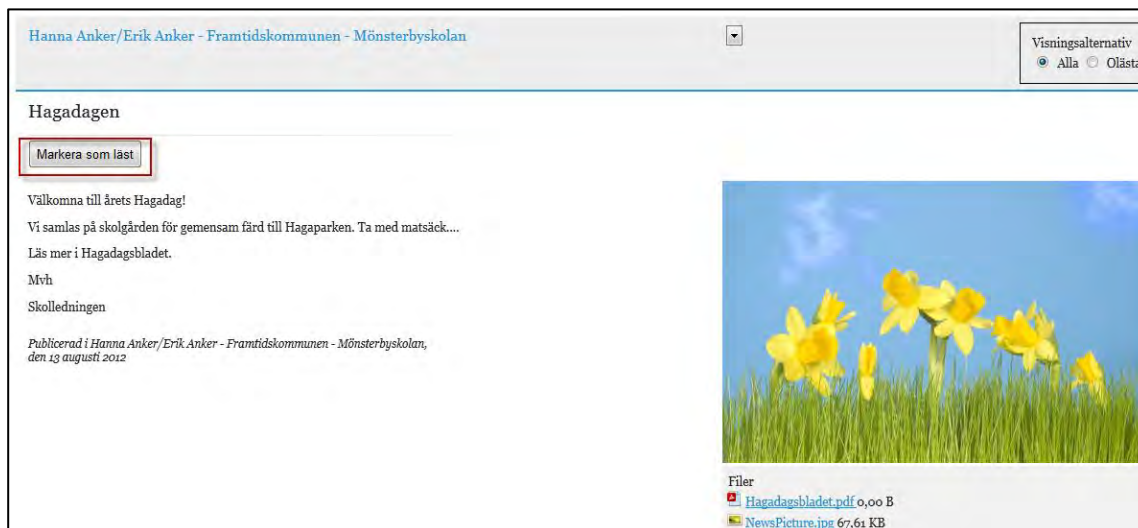 Hanna Anker/Erik Anker - Framtidskommunen - Mönsterbyskolan
Visningsalternativ
Alla Olästa
Hagadagen
Markera som läst
Välkomna till årets Hagadag!
Vi samlas på skolgården för gemensam färd till Hagaparken. Ta med matsäck....
Läs mer i Hagadagsbladet.
Mvh
Skolledningen
Publicerad i Hanna Anker/Erik Anker - Framtidskommunen - Mönsterbyskolan,
den 13 augusti 2012
Filer
Hagadagsbladet.pdf 0,00 B
NewsPicture.jpg 67,61 KB